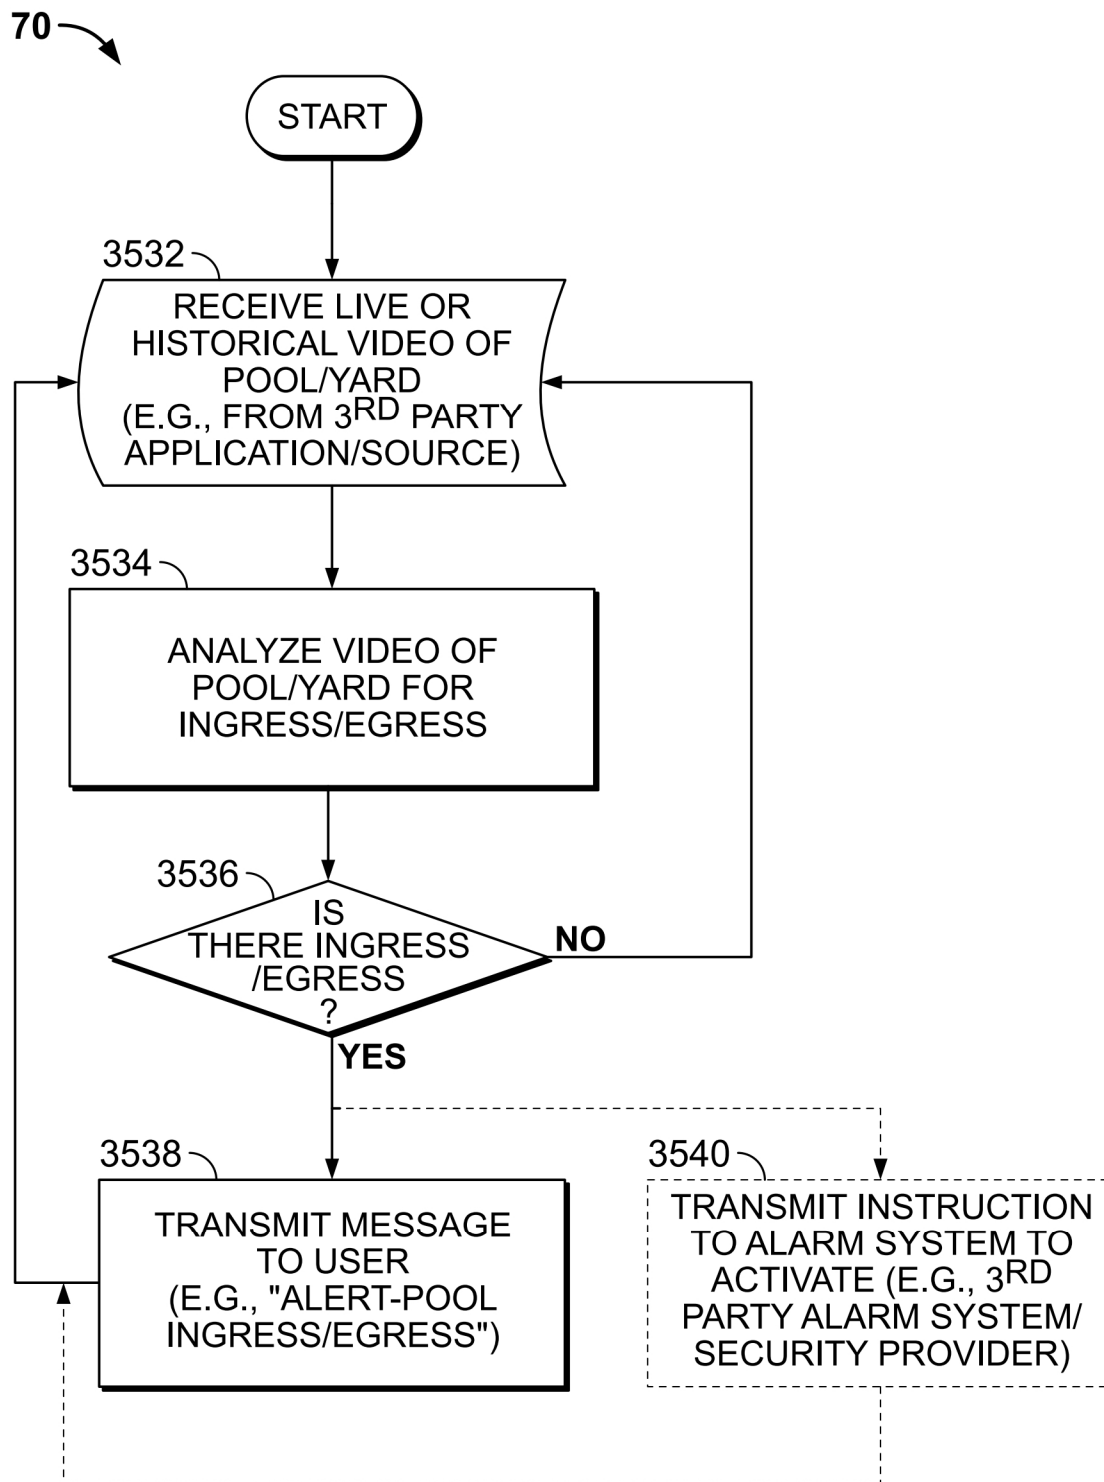 70
START
3532
RECEIVE LIVE OR
HISTORICAL VIDEO OF
POOL/YARD
(E.G., FROM 3RD PARTY
APPLICATION/SOURCE)
3534
ANALYZE VIDEO OF
POOL/YARD FOR
INGRESS/EGRESS
3536
IS
THERE INGRESS
/EGRESS
?
NO
YES
3538
TRANSMIT MESSAGE
TO USER
(E.G., "ALERT-POOL
INGRESS/EGRESS")
3540
TRANSMIT INSTRUCTION
TO ALARM SYSTEM TO
ACTIVATE (E.G., 3RD
PARTY ALARM SYSTEM/
SECURITY PROVIDER)